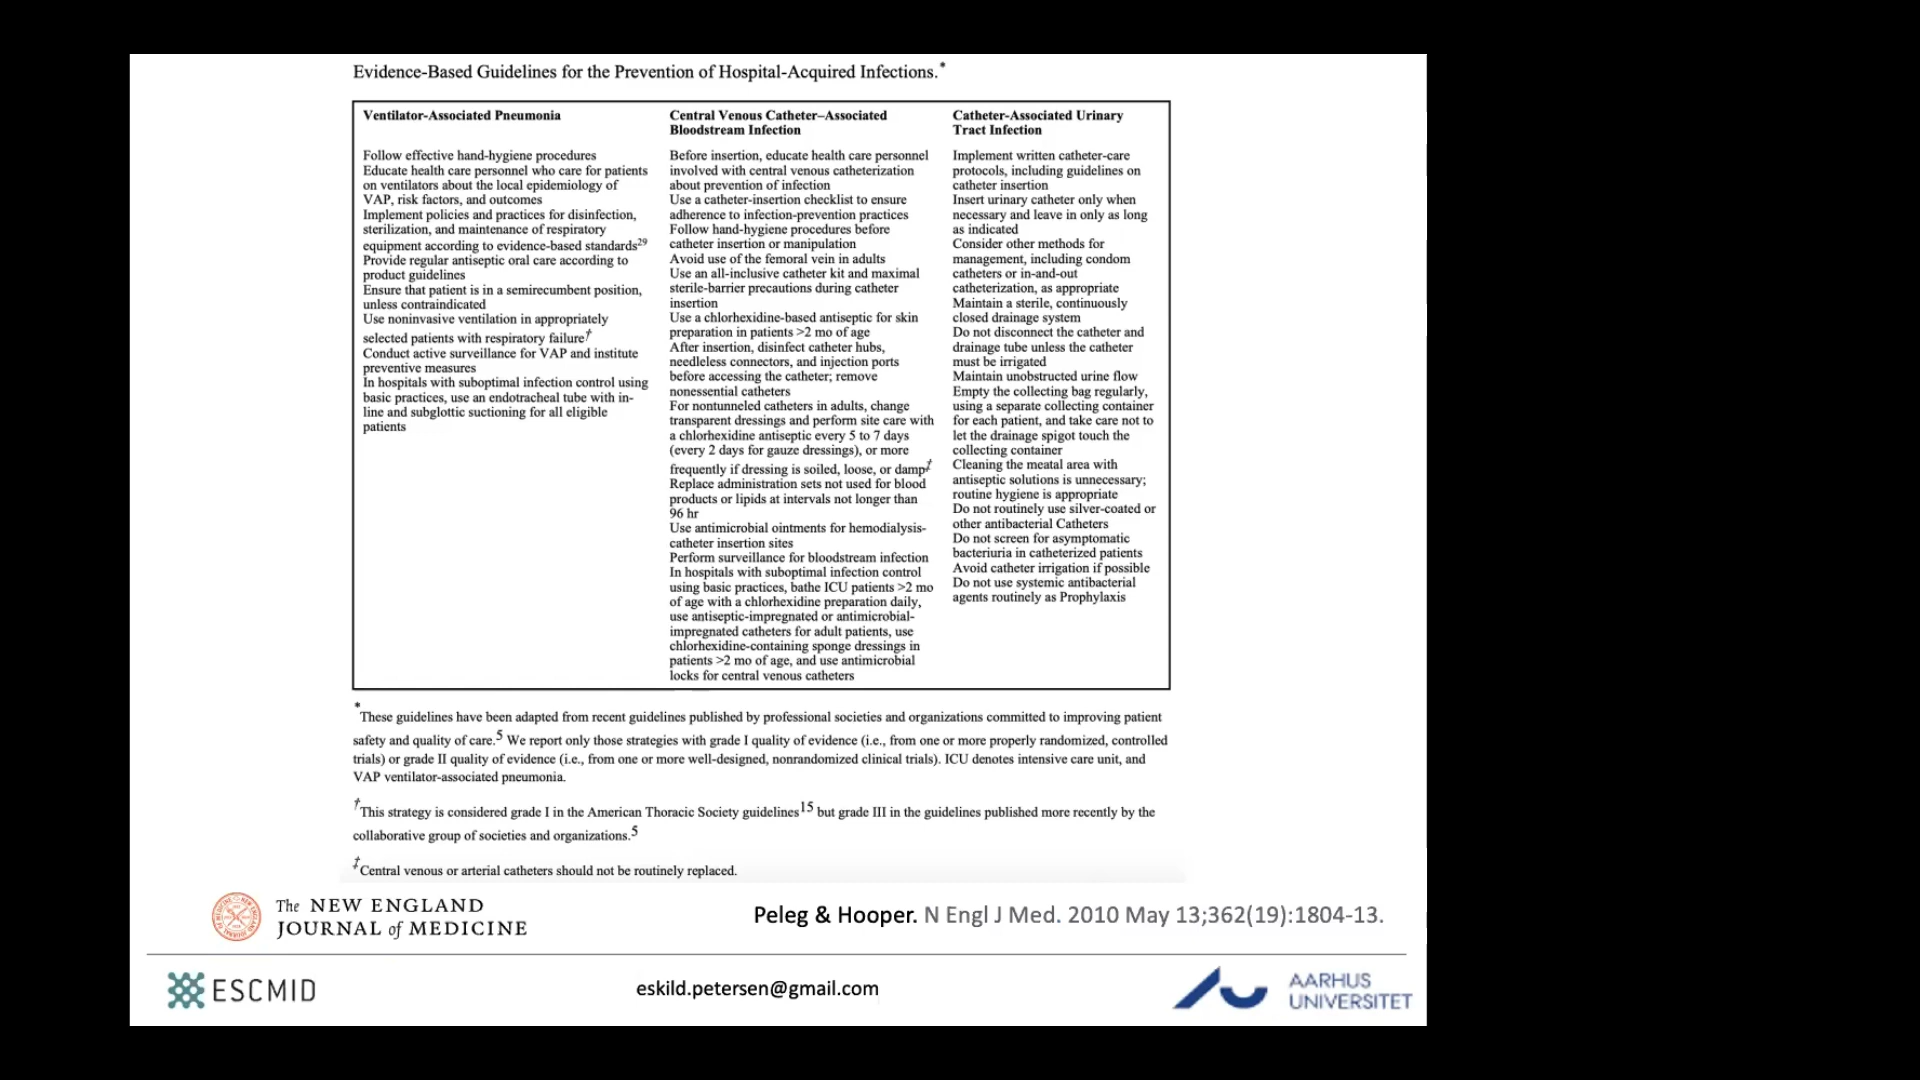 Evidence-Based Guidelines for the Prevention of Hospital-Acquired Infections.*
Ventilator-Associated Pneumonia
Follow effective hand-hygiene procedures
Educate health care personnel who care for patients
on ventilators about the local epidemiology of
VAP, risk factors, and outcomes
Implement policies and practices for disinfection,
sterilization, and maintenance of respiratory
equipment according to evidence-based standards29
Provide regular antiseptic oral care according to
product guidelines
Ensure that patient is in a semirecumbent position,
unless contraindicated
Use noninvasive ventilation in appropriately
selected patients with respiratory failure†
Conduct active surveillance for VAP and institute
preventive measures
In hospitals with suboptimal infection control using
basic practices, use an endotracheal tube with in-
line and subglottic suctioning for all eligible
patients
Central Venous Catheter–Associated
Bloodstream Infection
Before insertion, educate health care personnel
involved with central venous catheterization
about prevention of infection
Use a catheter-insertion checklist to ensure
adherence to infection-prevention practices
Follow hand-hygiene procedures before
catheter insertion or manipulation
Avoid use of the femoral vein in adults
Use an all-inclusive catheter kit and maximal
sterile-barrier precautions during catheter
insertion
Use a chlorhexidine-based antiseptic for skin
preparation in patients >2 mo of age
After insertion, disinfect catheter hubs,
needleless connectors, and injection ports
before accessing the catheter; remove
nonessential catheters
For nontunneled catheters in adults, change
transparent dressings and perform site care with
a chlorhexidine antiseptic every 5 to 7 days
(every 2 days for gauze dressings), or more
frequently if dressing is soiled, loose, or damp‡
Replace administration sets not used for blood
products or lipids at intervals not longer than
96 hr
Use antimicrobial ointments for hemodialysis-
catheter insertion sites
Perform surveillance for bloodstream infection
In hospitals with suboptimal infection control
using basic practices, bathe ICU patients >2 mo
of age with a chlorhexidine preparation daily,
use antiseptic-impregnated or antimicrobial-
impregnated catheters for adult patients, use
chlorhexidine-containing sponge dressings in
patients >2 mo of age, and use antimicrobial
locks for central venous catheters
Catheter-Associated Urinary
Tract Infection
Implement written catheter-care
protocols, including guidelines on
catheter insertion
Insert urinary catheter only when
necessary and leave in only as long
as indicated
Consider other methods for
management, including condom
catheters or in-and-out
catheterization, as appropriate
Maintain a sterile, continuously
closed drainage system
Do not disconnect the catheter and
drainage tube unless the catheter
must be irrigated
Maintain unobstructed urine flow
Empty the collecting bag regularly,
using a separate collecting container
for each patient, and take care not to
let the drainage spigot touch the
collecting container
Cleaning the meatal area with
antiseptic solutions is unnecessary;
routine hygiene is appropriate
Do not routinely use silver-coated or
other antibacterial Catheters
Do not screen for asymptomatic
bacteriuria in catheterized patients
Avoid catheter irrigation if possible
Do not use systemic antibacterial
agents routinely as Prophylaxis
*These guidelines have been adapted from recent guidelines published by professional societies and organizations committed to improving patient
safety and quality of care.5 We report only those strategies with grade I quality of evidence (i.e., from one or more properly randomized, controlled
trials) or grade II quality of evidence (i.e., from one or more well-designed, nonrandomized clinical trials). ICU denotes intensive care unit, and
VAP ventilator-associated pneumonia.
†This strategy is considered grade I in the American Thoracic Society guidelines15 but grade III in the guidelines published more recently by the
collaborative group of societies and organizations.5
‡Central venous or arterial catheters should not be routinely replaced.
The NEW ENGLAND
JOURNAL of MEDICINE
Peleg & Hooper. N Engl J Med. 2010 May 13;362(19):1804-13.
ESCMID
eskild.petersen@gmail.com
AARHUS
UNIVERSITET